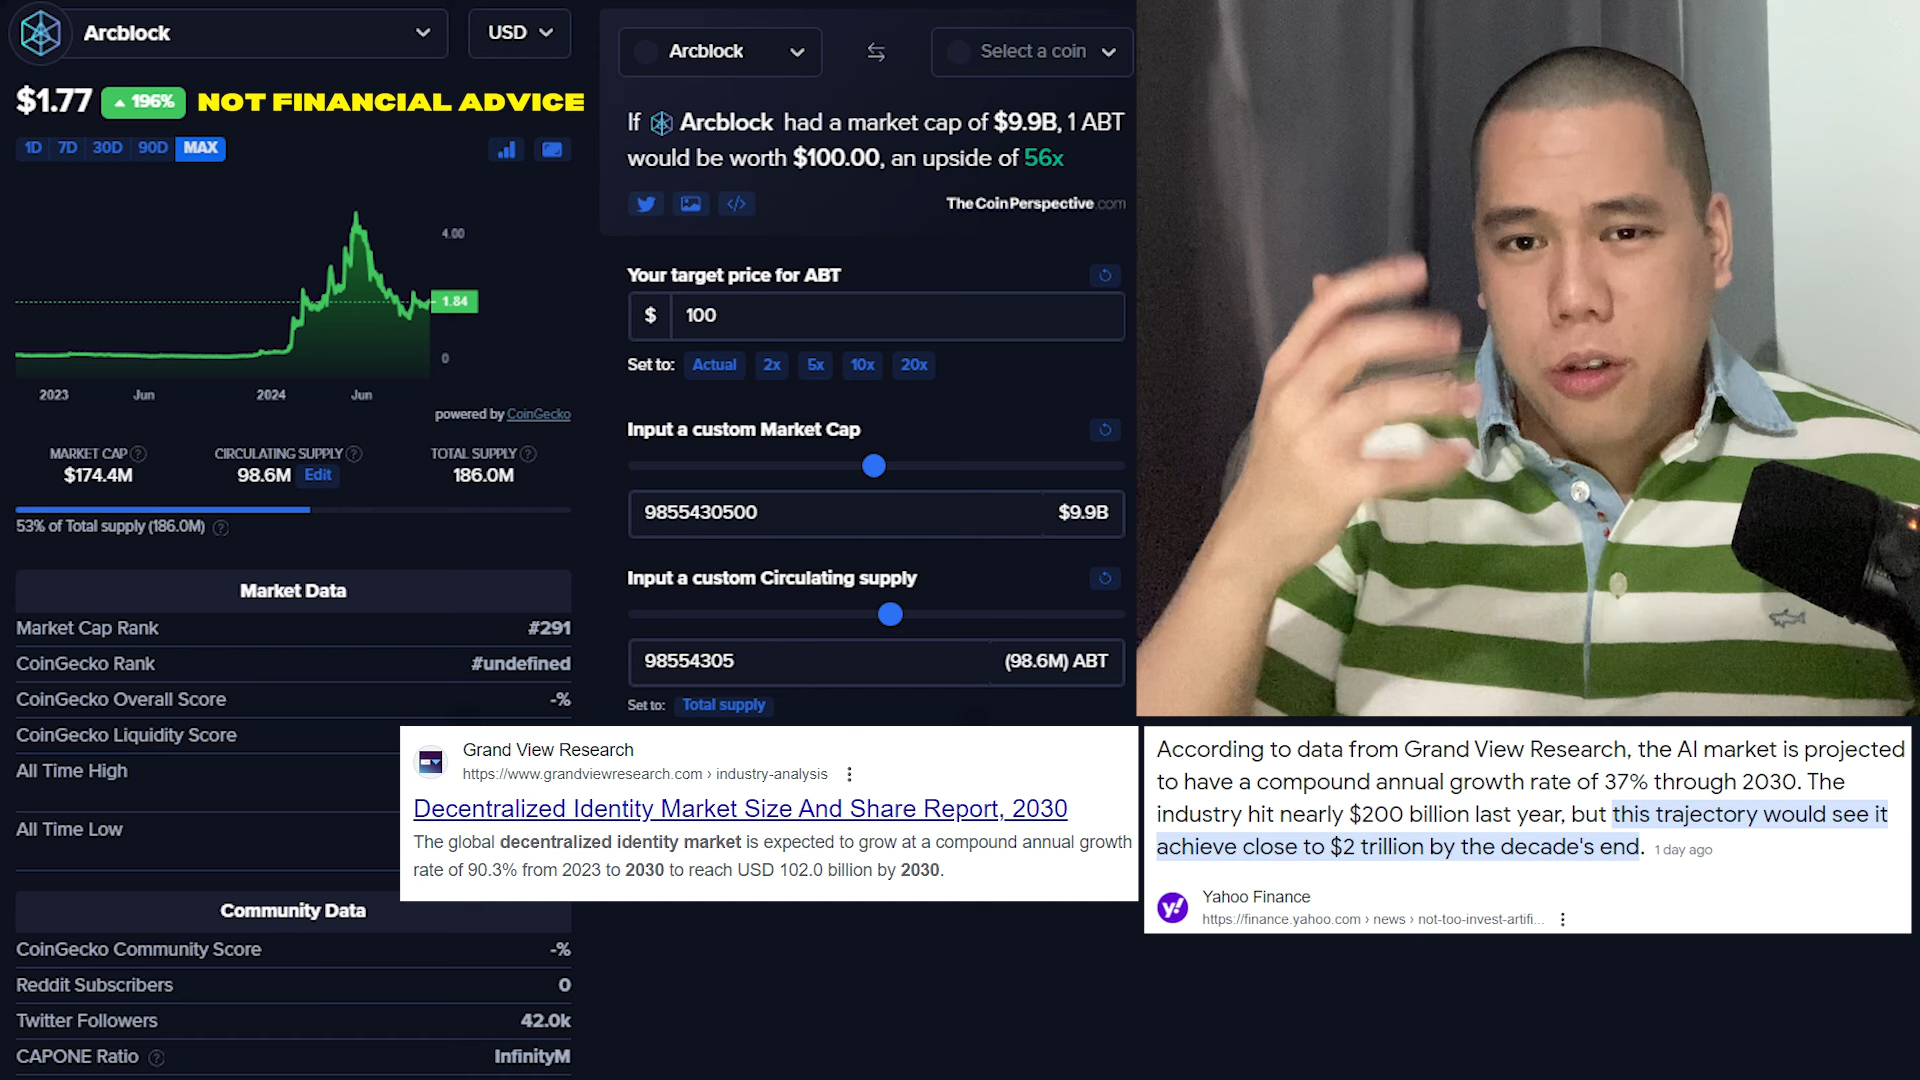 Arcblock
USD
$1.77
196%
NOT FINANCIAL ADVICE
1D 7D 30D 90D MAX
4.00
1.84
0
2023 Jun 2024 Jun
powered by CoinGecko
MARKET CAP ?
CIRCULATING SUPPLY ?
TOTAL SUPPLY ?
$174.4M
98.6M Edit
186.0M
53% of Total supply (186.0M) ?
Market Data
Market Cap Rank #291
CoinGecko Rank #undefined
CoinGecko Overall Score -%
CoinGecko Liquidity Score
All Time High
All Time Low
Community Data
CoinGecko Community Score -%
Reddit Subscribers 0
Twitter Followers 42.0k
CAPONE Ratio ? InfinityM
Arcblock
Select a coin
If Arcblock had a market cap of $9.9B, 1 ABT
would be worth $100.00, an upside of 56x
</>
TheCoinPerspective.com
Your target price for ABT
$ 100
Set to: Actual 2x 5x 10x 20x
Input a custom Market Cap
9855430500 $9.9B
Input a custom Circulating supply
98554305 (98.6M) ABT
Set to: Total supply
Grand View Research
https://www.grandviewresearch.com › industry-analysis
Decentralized Identity Market Size And Share Report, 2030
The global decentralized identity market is expected to grow at a compound annual growth
rate of 90.3% from 2023 to 2030 to reach USD 102.0 billion by 2030.
According to data from Grand View Research, the AI market is projected
to have a compound annual growth rate of 37% through 2030. The
industry hit nearly $200 billion last year, but this trajectory would see it
achieve close to $2 trillion by the decade's end. 1 day ago
y!
Yahoo Finance
https://finance.yahoo.com › news › not-too-invest-artifi...